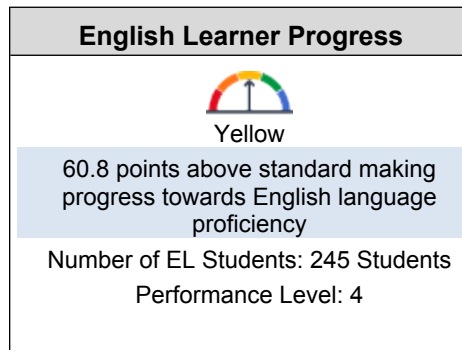 English Learner Progress
Yellow
60.8 points above standard making
progress towards English language
proficiency
Number of EL Students: 245 Students
Performance Level: 4